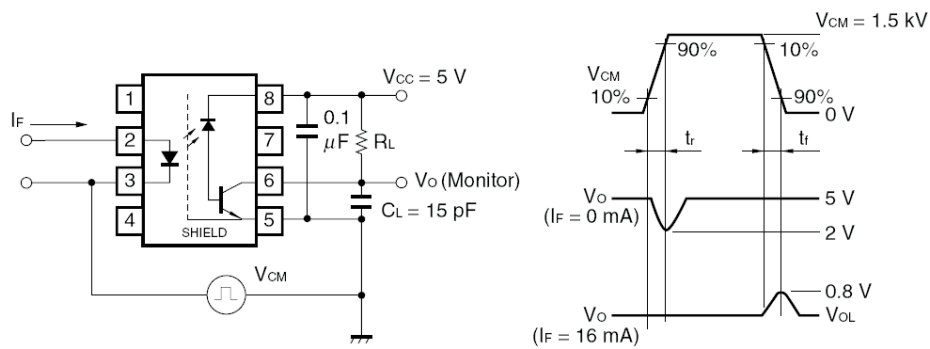 IF
1
2
3
4
8
7
6
5
SHIELD
0.1
μF
RL
VCC = 5 V
VO (Monitor)
CL = 15 pF
VCM
VCM = 1.5 kV
90%
10%
VCM
10%
90%
0 V
tr
tf
VO
(IF = 0 mA)
5 V
2 V
0.8 V
VO
(IF = 16 mA)
VOL